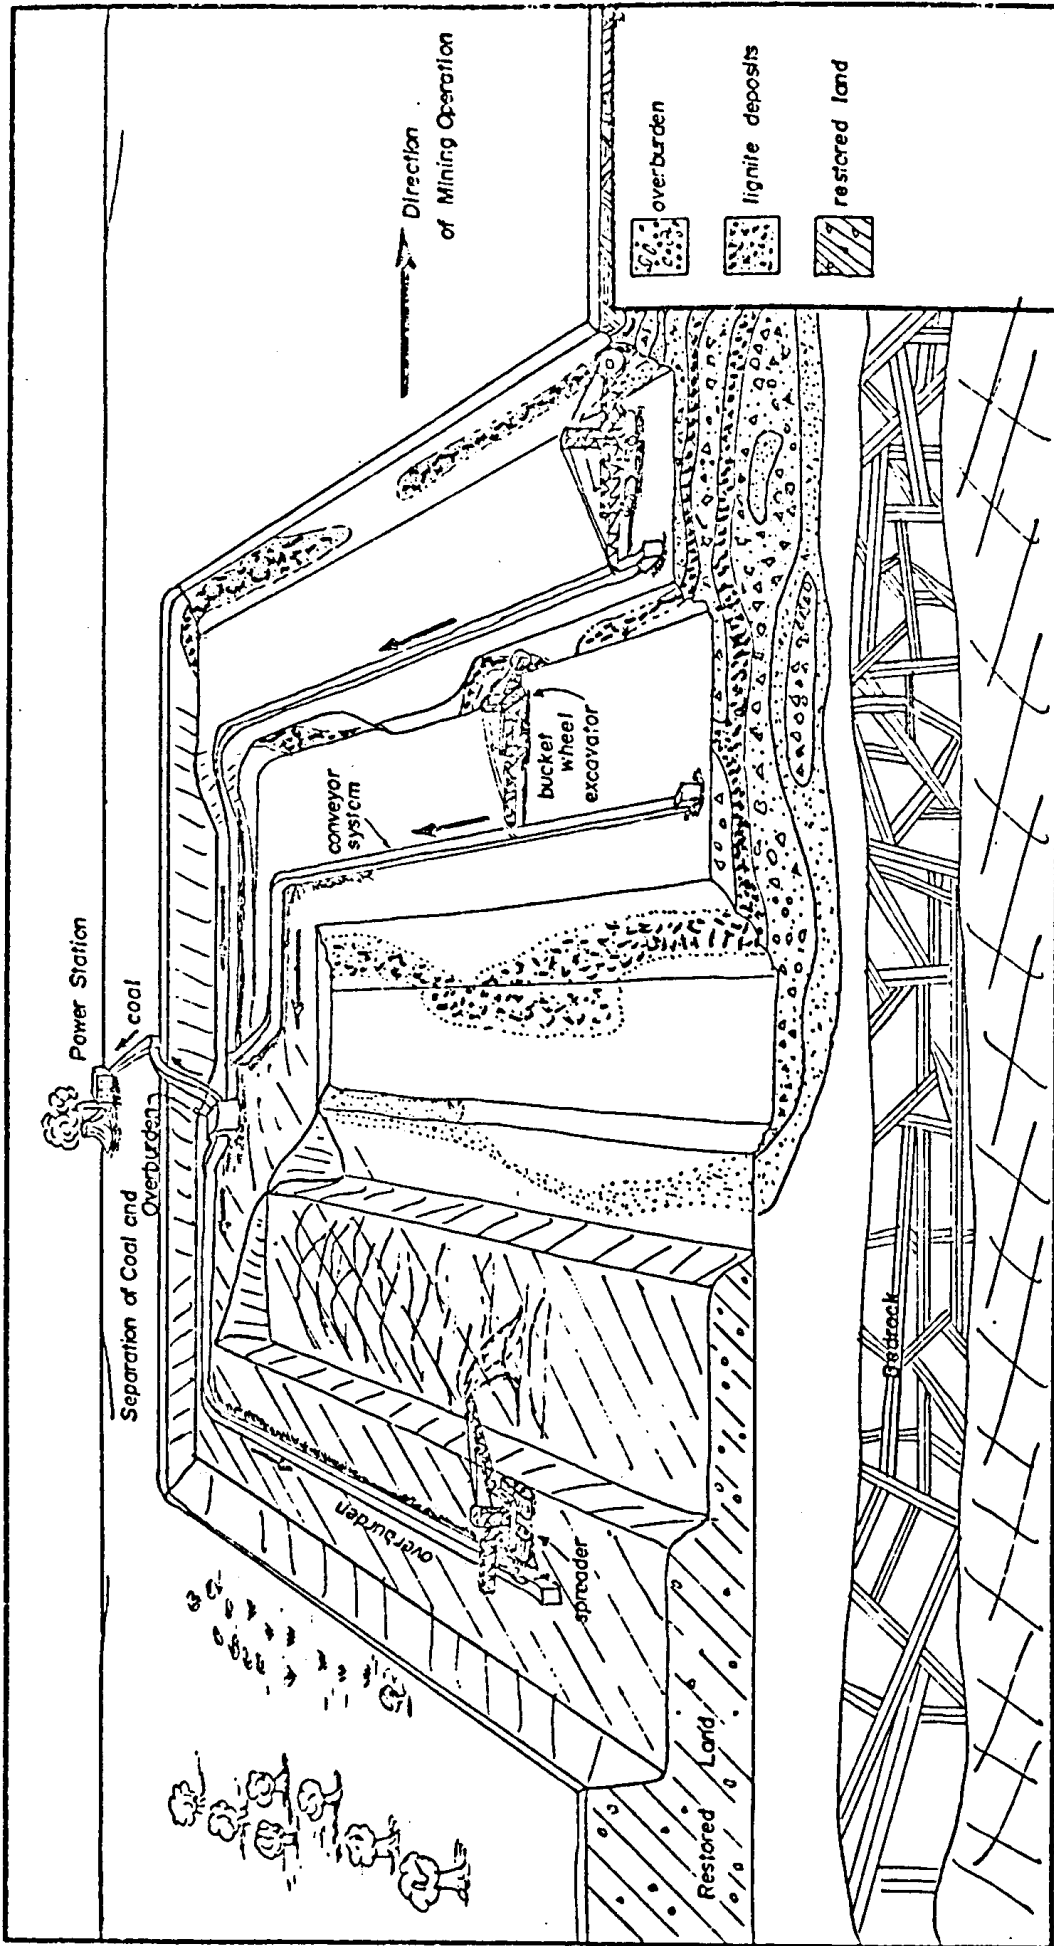 Power Station
coal
Separation of Coal and
Overburden
Direction
of Mining Operation
conveyor
system
bucket
wheel
excavator
overburden
spreader
Restored Land
Bedrock
overburden
lignite deposits
restored land